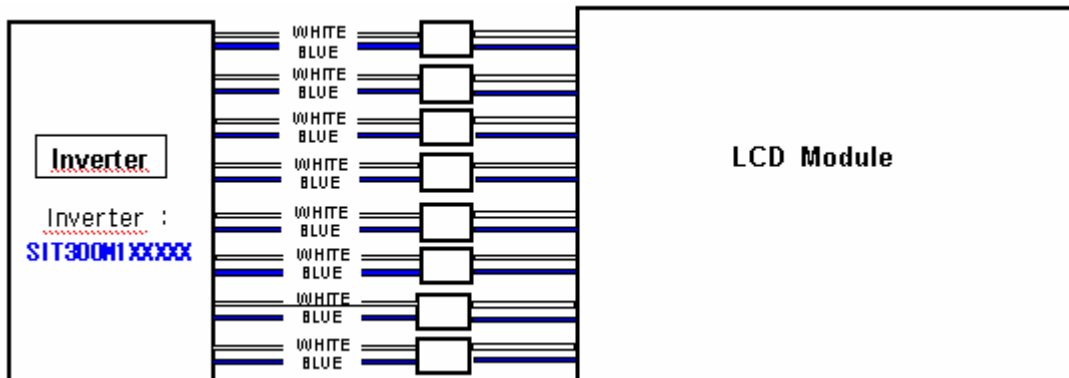 WHITE
BLUE
WHITE
BLUE
WHITE
BLUE
WHITE
BLUE
WHITE
BLUE
WHITE
BLUE
WHITE
BLUE
WHITE
BLUE
Inverter
Inverter :
SIT300M1XXXXX
LCD Module